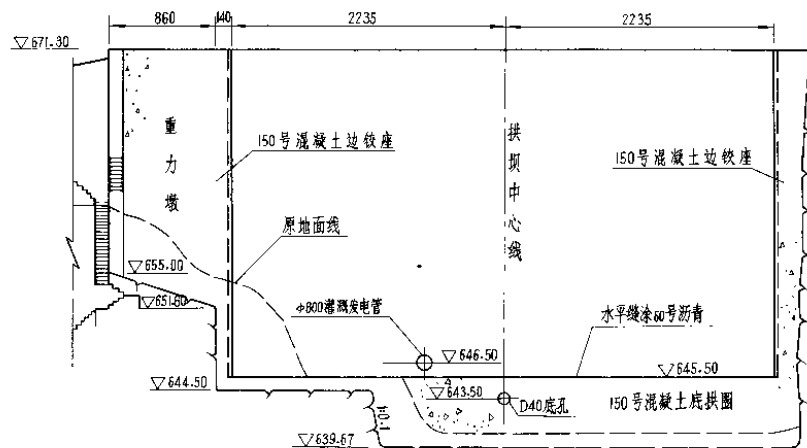 860
140
2235
2235
▽671.30
重力墩
150号混凝土边铰座
拱坝中心线
150号混凝土边铰座
原地面线
▽655.00
▽651.60
φ800灌溉发电管
水平缝涂60号沥青
▽646.50
▽645.50
▽644.50
▽643.50
D40底孔
150号混凝土底拱圈
1:0.1
▽639.67